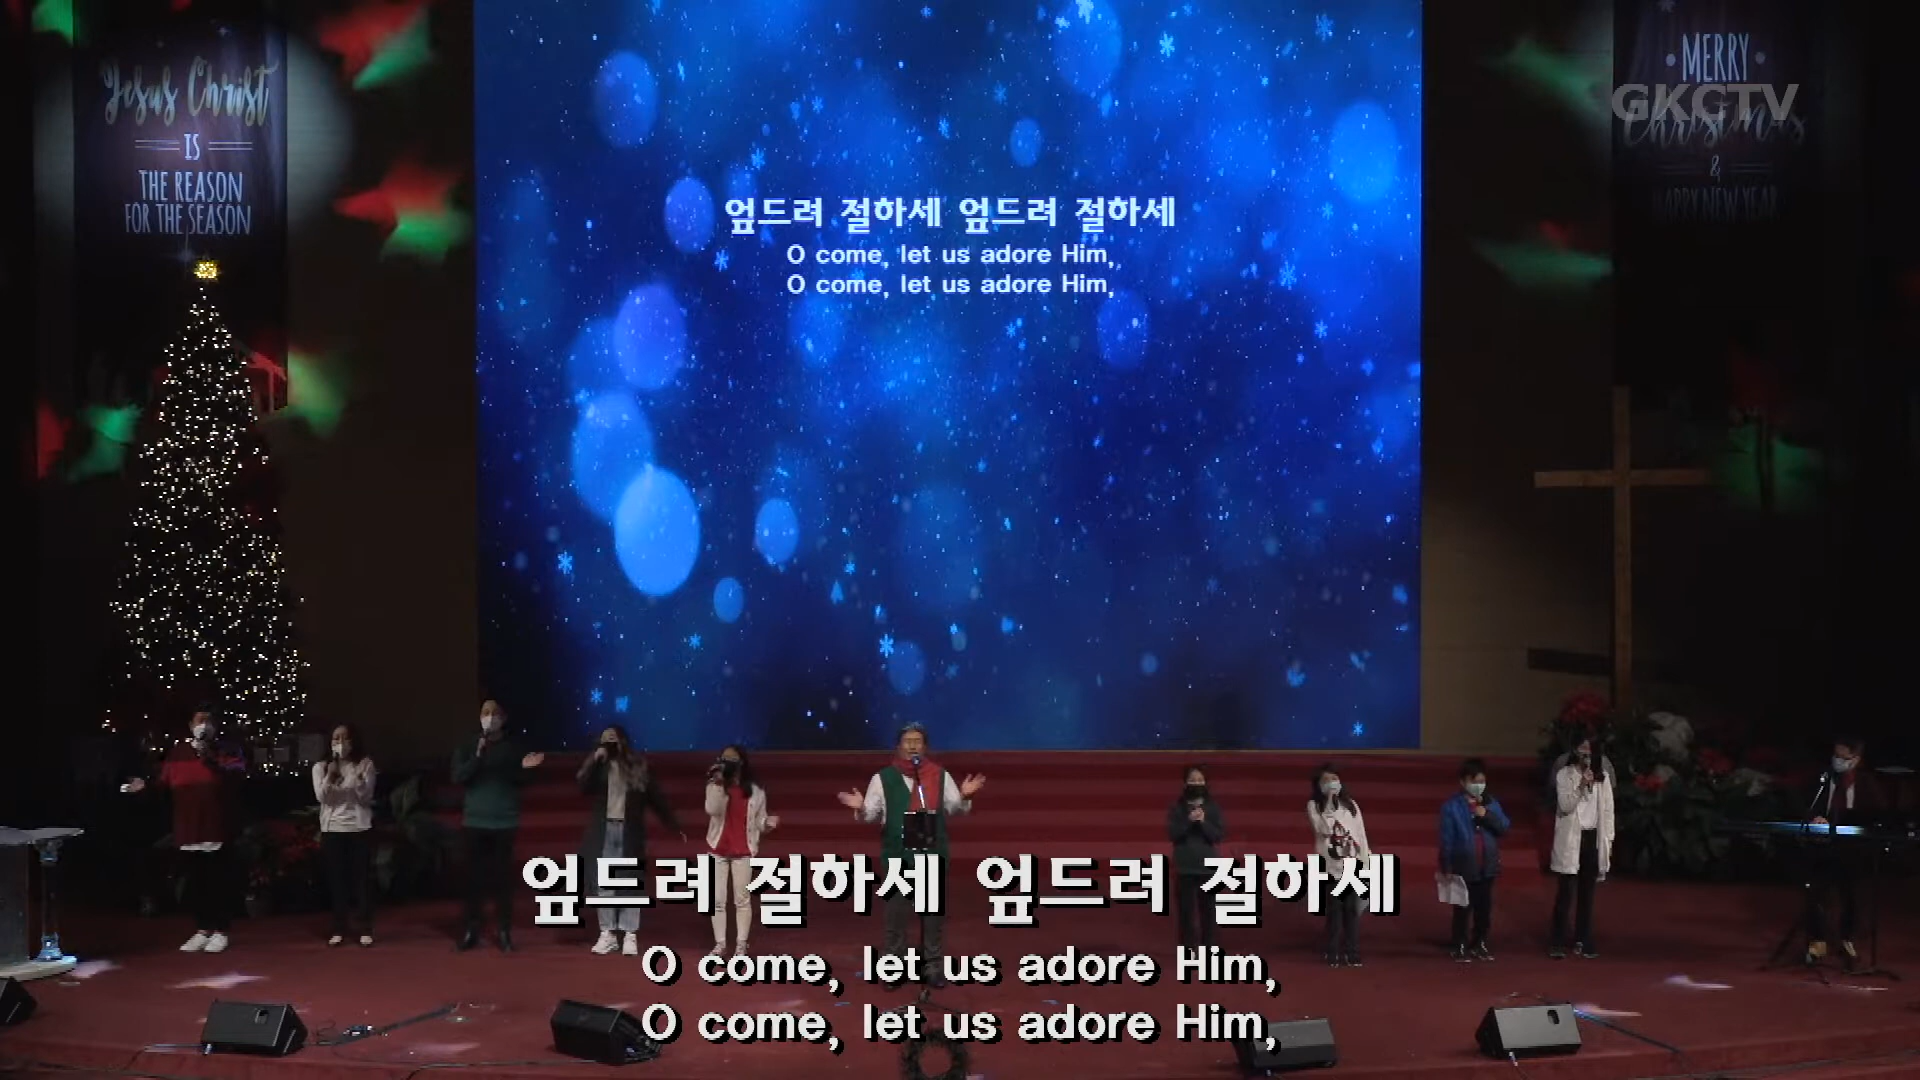 Jesus Christ
IS
THE REASON
FOR THE SEASON
MERRY
Christmas
&
HAPPY NEW YEAR
GKCTV
엎드려 절하세 엎드려 절하세
O come, let us adore Him,
O come, let us adore Him,
엎드려 절하세 엎드려 절하세
O come, let us adore Him,
O come, let us adore Him,